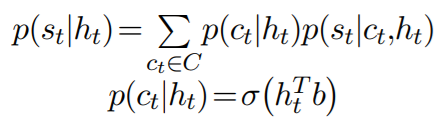 p(s_t|h_t) = ∑_{c_t∈C} p(c_t|h_t)p(s_t|c_t,h_t)
p(c_t|h_t) = σ(h_t^T b)